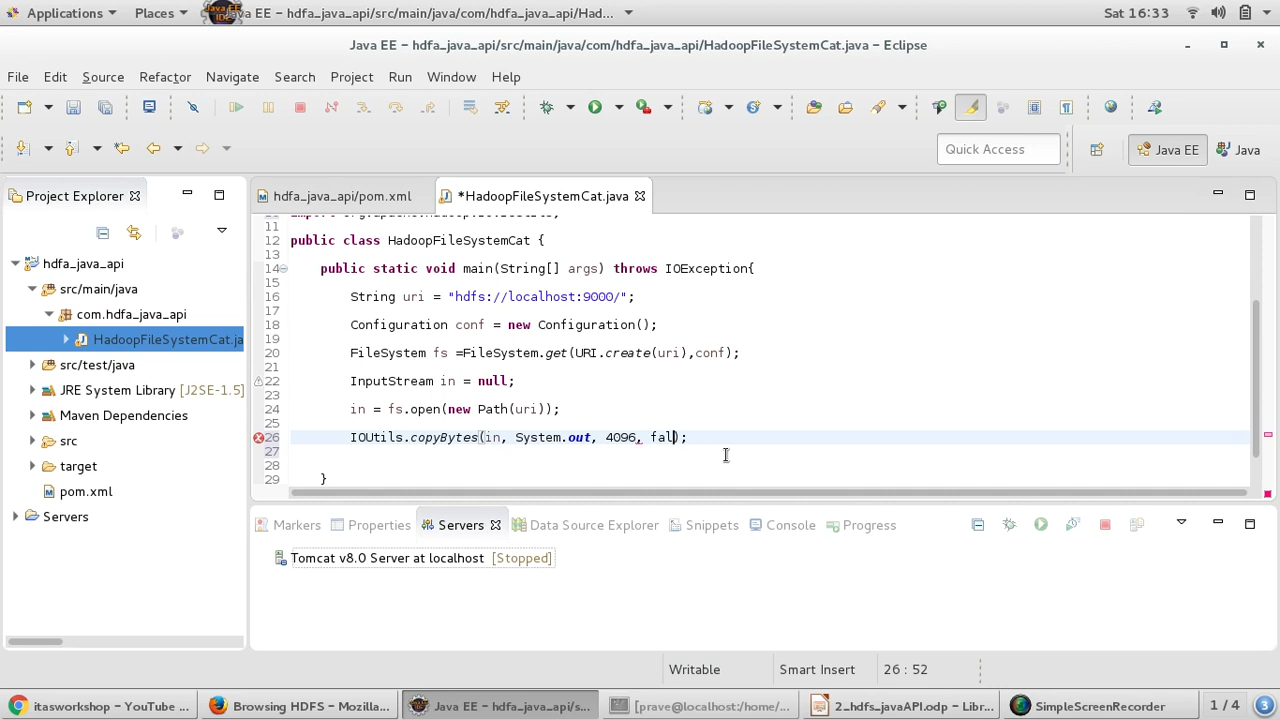 Applications Places Java EE – hdfa_java_api/src/main/java/com/hdfa_java_api/Had... Sat 16:33
Java EE – hdfa_java_api/src/main/java/com/hdfa_java_api/HadoopFileSystemCat.java – Eclipse
File Edit Source Refactor Navigate Search Project Run Window Help
Quick Access Java EE Java
Project Explorer hdfa_java_api/pom.xml *HadoopFileSystemCat.java
11
12 public class HadoopFileSystemCat {
13
14 public static void main(String[] args) throws IOException{
15
16 String uri = "hdfs://localhost:9000/";
17
18 Configuration conf = new Configuration();
19
20 FileSystem fs =FileSystem.get(URI.create(uri),conf);
21
22 InputStream in = null;
23
24 in = fs.open(new Path(uri));
25
26 IOUtils.copyBytes(in, System.out, 4096, fal);
27
28
29 }
hdfa_java_api
src/main/java
com.hdfa_java_api
HadoopFileSystemCat.ja
src/test/java
JRE System Library [J2SE-1.5]
Maven Dependencies
src
target
pom.xml
Servers
Markers Properties Servers Data Source Explorer Snippets Console Progress
Tomcat v8.0 Server at localhost [Stopped]
Writable Smart Insert 26 : 52
itasworkshop – YouTube ... Browsing HDFS – Mozilla... Java EE – hdfa_java_api/s... [prave@localhost:/home/... 2_hdfs_javaAPI.odp – Libr... SimpleScreenRecorder 1 / 4 3